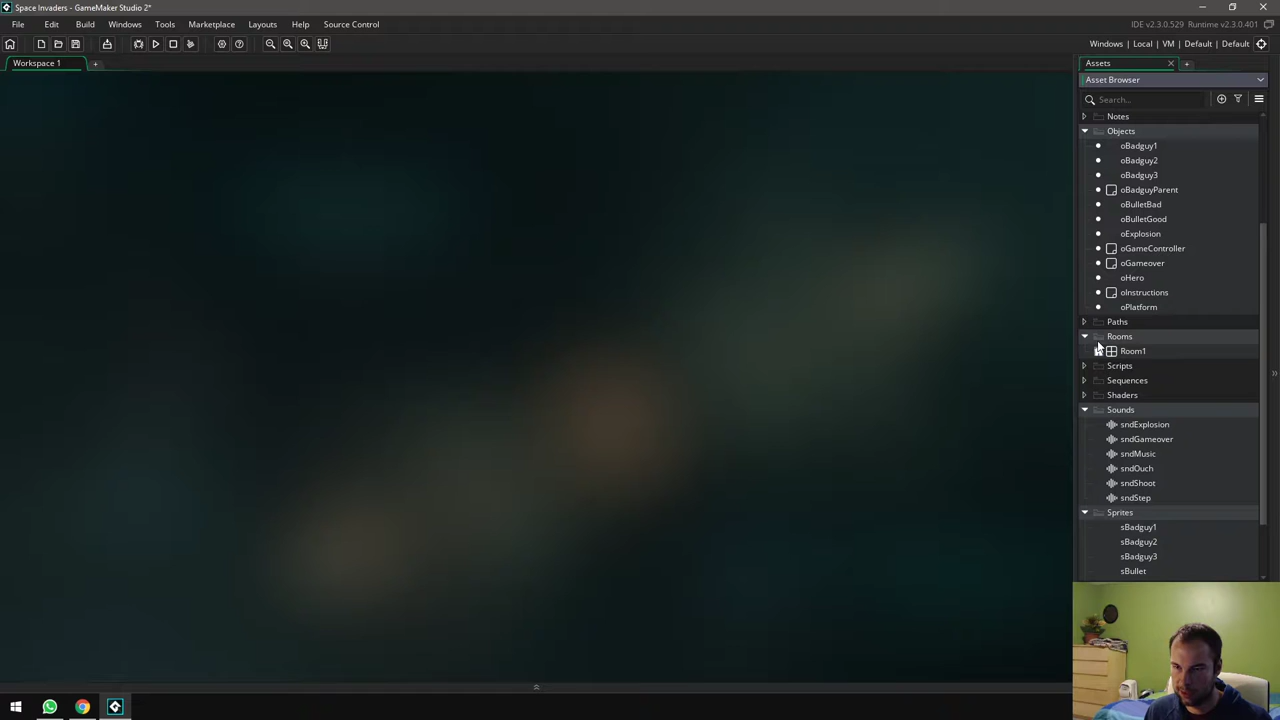 Space Invaders - GameMaker Studio 2*
File Edit Build Windows Tools Marketplace Layouts Help Source Control
IDE v2.3.0.529 Runtime v2.3.0.401
Windows | Local | VM | Default | Default
Workspace 1
Assets
Asset Browser
Search...
Notes
Objects
oBadguy1
oBadguy2
oBadguy3
oBadguyParent
oBulletBad
oBulletGood
oExplosion
oGameController
oGameover
oHero
oInstructions
oPlatform
Paths
Rooms
Room1
Scripts
Sequences
Shaders
Sounds
sndExplosion
sndGameover
sndMusic
sndOuch
sndShoot
sndStep
Sprites
sBadguy1
sBadguy2
sBadguy3
sBullet